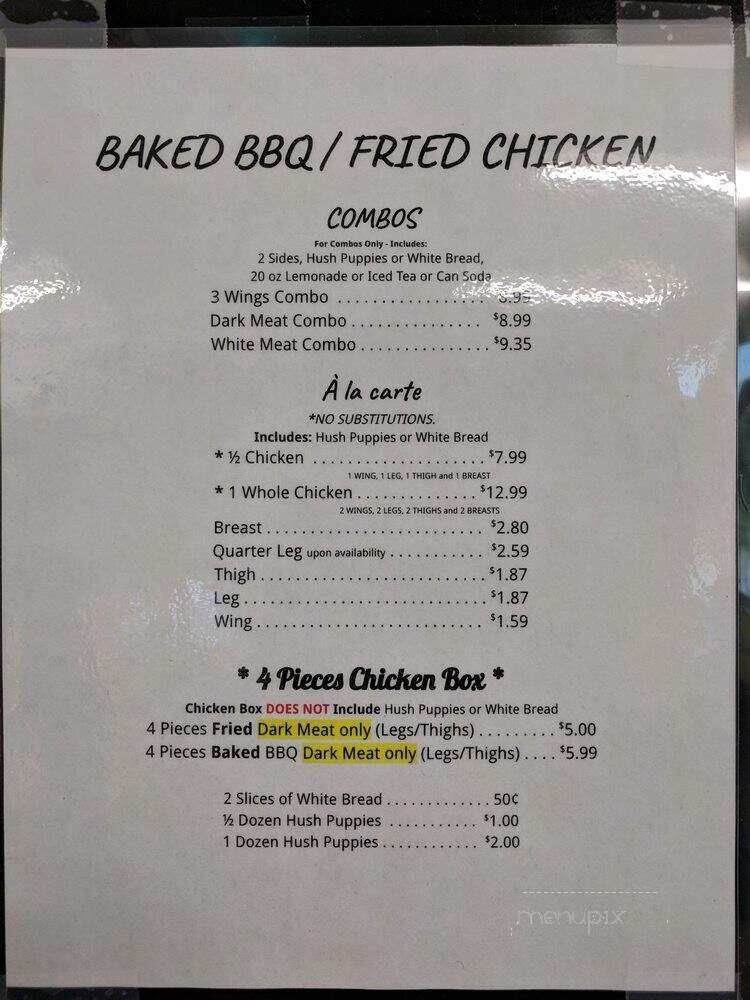 BAKED BBQ / FRIED CHICKEN
COMBOS
For Combos Only - Includes:
2 Sides, Hush Puppies or White Bread,
20 oz Lemonade or Iced Tea or Can Soda
3 Wings Combo ................. 8.99
Dark Meat Combo ............... $8.99
White Meat Combo ............... $9.35
À la carte
*NO SUBSTITUTIONS.
Includes: Hush Puppies or White Bread
* ½ Chicken .................... $7.99
1 WING, 1 LEG, 1 THIGH and 1 BREAST
* 1 Whole Chicken .............. $12.99
2 WINGS, 2 LEGS, 2 THIGHS and 2 BREASTS
Breast ......................... $2.80
Quarter Leg upon availability ........... $2.59
Thigh .......................... $1.87
Leg ............................ $1.87
Wing ........................... $1.59
* 4 Pieces Chicken Box *
Chicken Box DOES NOT Include Hush Puppies or White Bread
4 Pieces Fried Dark Meat only (Legs/Thighs) ......... $5.00
4 Pieces Baked BBQ Dark Meat only (Legs/Thighs) .... $5.99
2 Slices of White Bread ............ 50¢
½ Dozen Hush Puppies ........... $1.00
1 Dozen Hush Puppies ............ $2.00
menupix